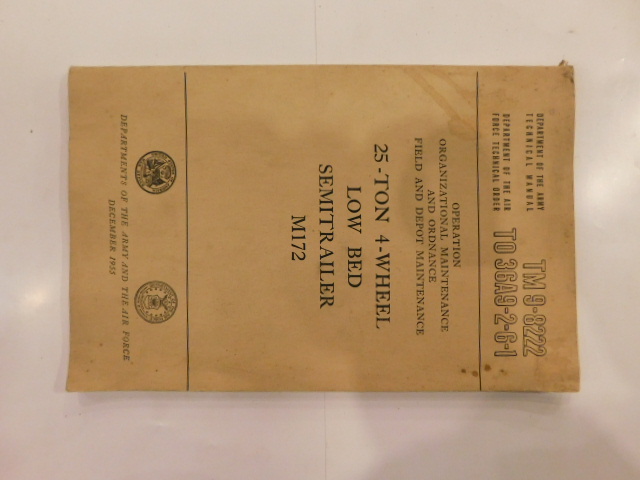 DEPARTMENT OF THE ARMY
TECHNICAL MANUAL
TM 9-8222
DEPARTMENT OF THE AIR
FORCE TECHNICAL ORDER
TO 36A9-2-6-1
OPERATION
ORGANIZATIONAL MAINTENANCE
AND ORDNANCE
FIELD AND DEPOT MAINTENANCE
25-TON 4-WHEEL
LOW BED
SEMITRAILER
M172
DEPARTMENTS OF THE ARMY AND THE AIR FORCE
DECEMBER 1955